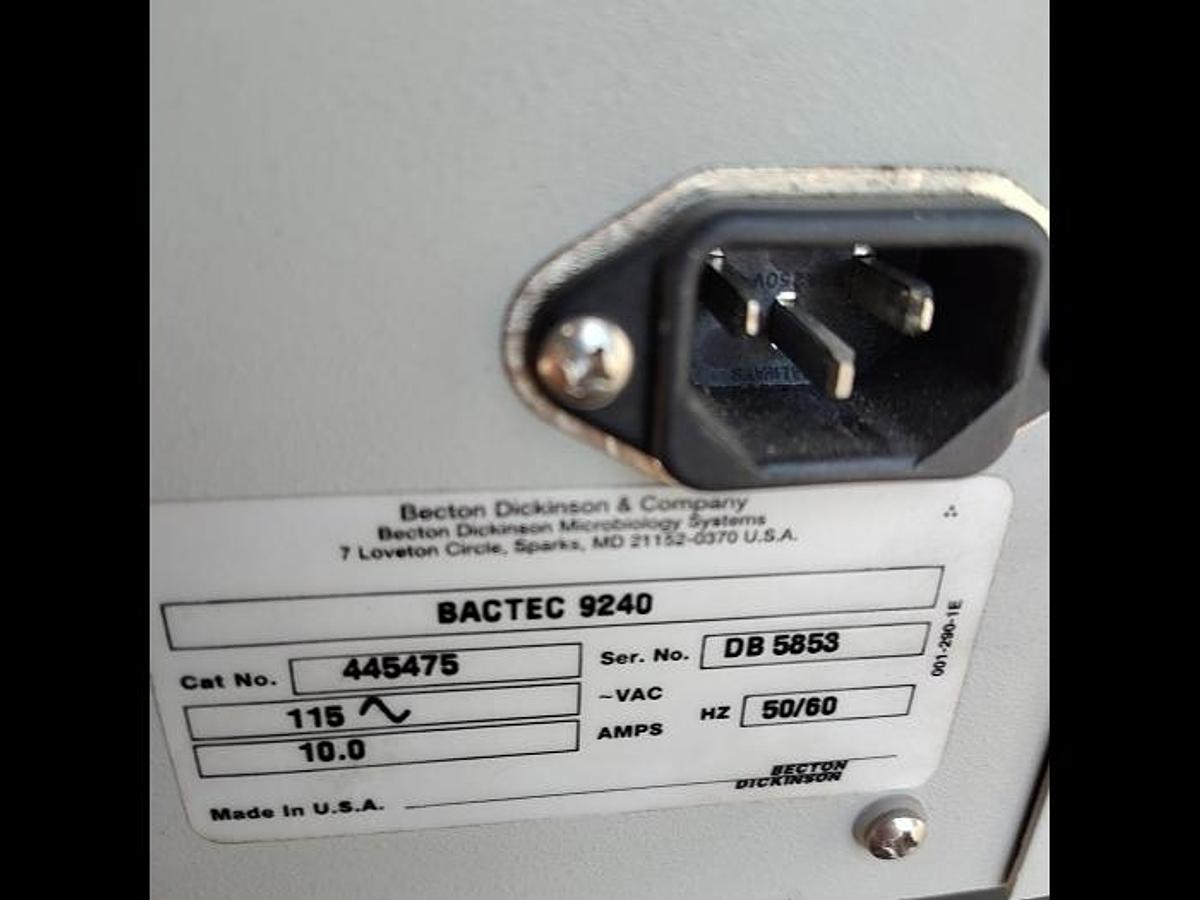 250V
Becton Dickinson & Company
Becton Dickinson Microbiology Systems
7 Loveton Circle, Sparks, MD 21152-0370 U.S.A.
BACTEC 9240
Cat No. 445475 Ser. No. DB 5853
115 ~VAC HZ 50/60
10.0 AMPS
001-290-1E
BECTON
DICKINSON
Made In U.S.A.